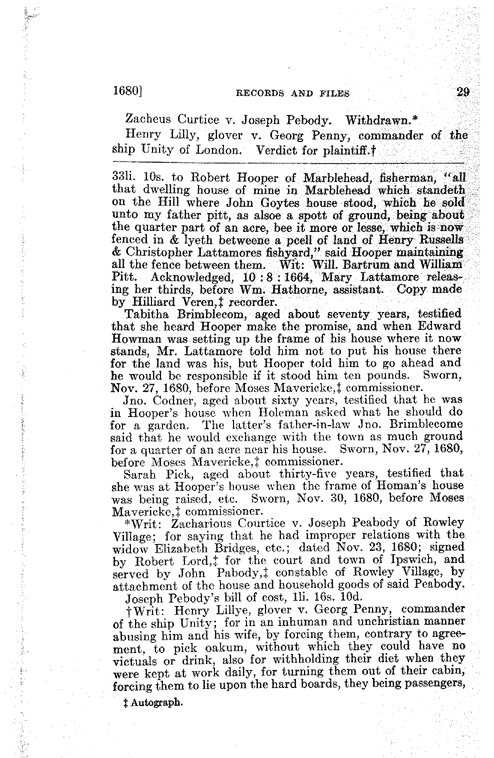 1680] RECORDS AND FILES 29
Zacheus Curtice v. Joseph Pebody. Withdrawn.*
Henry Lilly, glover v. Georg Penny, commander of the
ship Unity of London. Verdict for plaintiff.†
33li. 10s. to Robert Hooper of Marblehead, fisherman, "all
that dwelling house of mine in Marblehead which standeth
on the Hill where John Goytes house stood, which he sold
unto my father pitt, as alsoe a spott of ground, being about
the quarter part of an acre, bee it more or lesse, which is now
fenced in & lyeth betweene a pcell of land of Henry Russells
& Christopher Lattamores fishyard," said Hooper maintaining
all the fence between them. Wit: Will. Bartrum and William
Pitt. Acknowledged, 10 : 8 : 1664, Mary Lattamore releas-
ing her thirds, before Wm. Hathorne, assistant. Copy made
by Hilliard Veren,‡ recorder.
Tabitha Brimblecom, aged about seventy years, testified
that she heard Hooper make the promise, and when Edward
Howman was setting up the frame of his house where it now
stands, Mr. Lattamore told him not to put his house there
for the land was his, but Hooper told him to go ahead and
he would be responsible if it stood him ten pounds. Sworn,
Nov. 27, 1680, before Moses Mavericke,‡ commissioner.
Jno. Codner, aged about sixty years, testified that he was
in Hooper's house when Holeman asked what he should do
for a garden. The latter's father-in-law Jno. Brimblecome
said that he would exchange with the town as much ground
for a quarter of an acre near his house. Sworn, Nov. 27, 1680,
before Moses Mavericke,‡ commissioner.
Sarah Pick, aged about thirty-five years, testified that
she was at Hooper's house when the frame of Homan's house
was being raised, etc. Sworn, Nov. 30, 1680, before Moses
Mavericke,‡ commissioner.
*Writ: Zacharious Courtice v. Joseph Peabody of Rowley
Village; for saying that he had improper relations with the
widow Elizabeth Bridges, etc.; dated Nov. 23, 1680; signed
by Robert Lord,‡ for the court and town of Ipswich, and
served by John Pabody,‡ constable of Rowley Village, by
attachment of the house and household goods of said Peabody.
Joseph Pebody's bill of cost, 1li. 16s. 10d.
†Writ: Henry Lillye, glover v. Georg Penny, commander
of the ship Unity; for in an inhuman and unchristian manner
abusing him and his wife, by forcing them, contrary to agree-
ment, to pick oakum, without which they could have no
victuals or drink, also for withholding their diet when they
were kept at work daily, for turning them out of their cabin,
forcing them to lie upon the hard boards, they being passengers,
‡ Autograph.